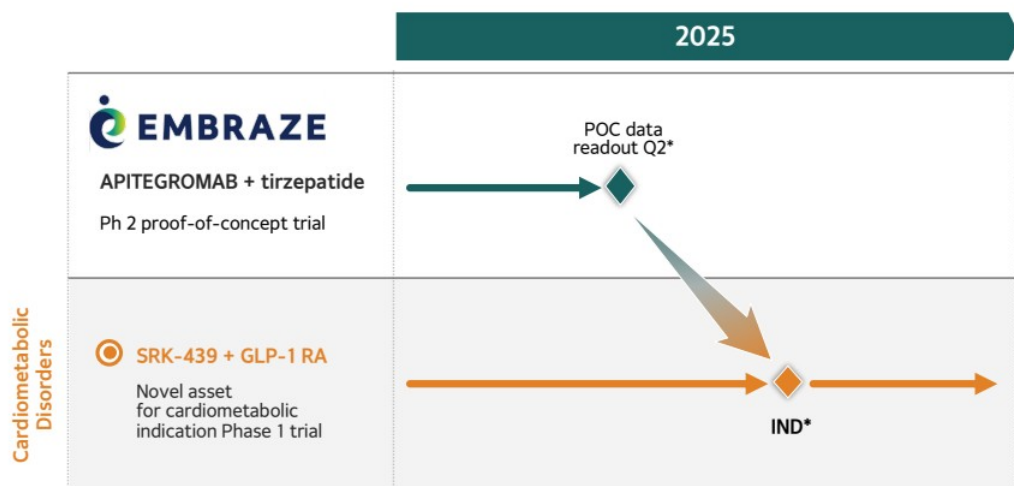 2025
EMBRAZE
APITEGROMAB + tirzepatide
Ph 2 proof-of-concept trial
POC data
readout Q2*
Cardiometabolic
Disorders
SRK-439 + GLP-1 RA
Novel asset
for cardiometabolic
indication Phase 1 trial
IND*